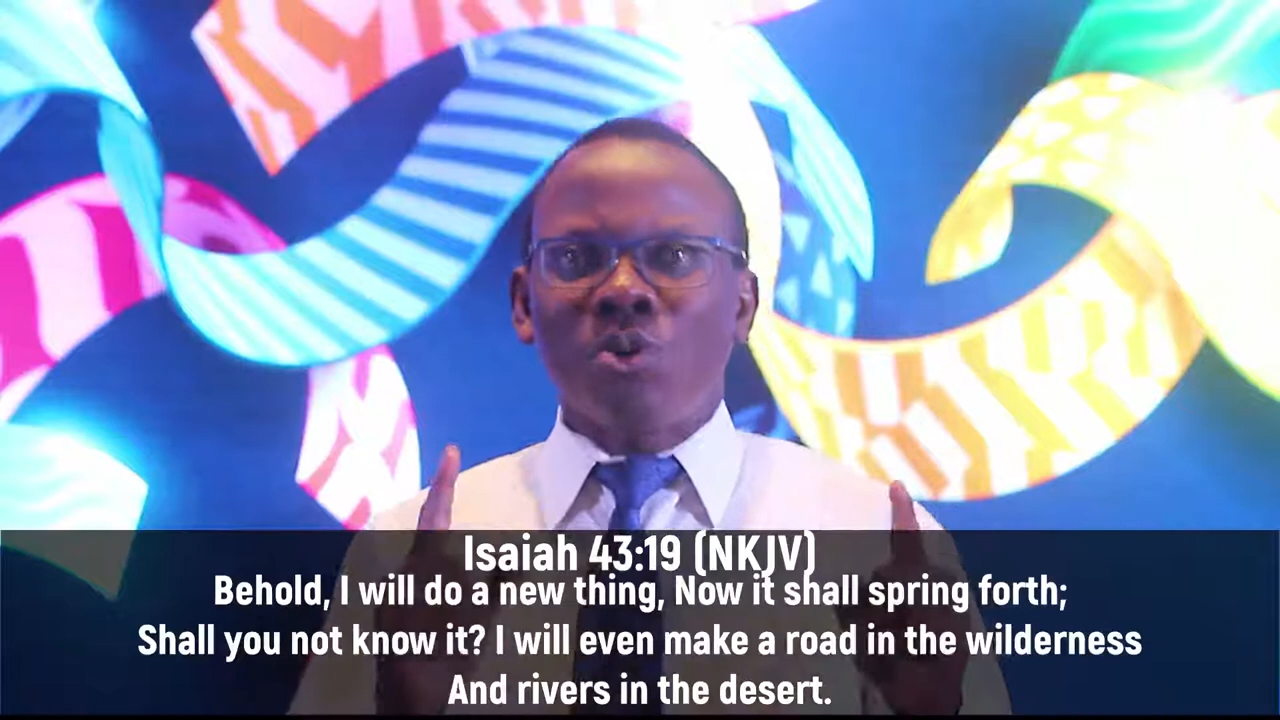 Isaiah 43:19 (NKJV)
Behold, I will do a new thing, Now it shall spring forth;
Shall you not know it? I will even make a road in the wilderness
And rivers in the desert.